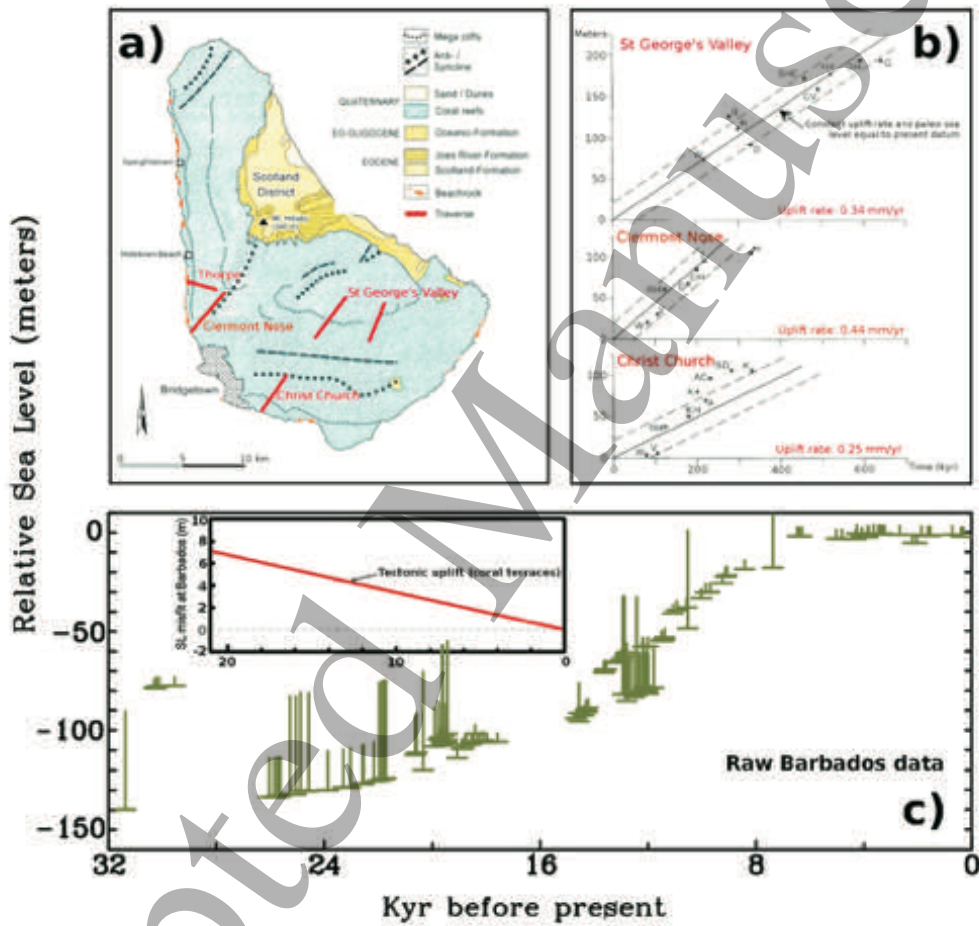 a)
Mega cliffs
Anti- /
Syncline
QUATERNARY
Sand / Dunes
Coral reefs
EO-OLIGOCENE
Oceanic-Formation
EOCENE
Joes River-Formation
Scotland-Formation
Beachrock
Traverse
Scotland
District
Thorpe
St George's Valley
Clermont Nose
Bridgetown
Christ Church
0 5 10 km
b)
Meters
St George's Valley
200
150
100
50
0
Constant uplift rate and paleo sea
level equal to present datum
Uplift rate: 0.34 mm/yr
Clermont Nose
100
50
Uplift rate: 0.44 mm/yr
Christ Church
100
50
Uplift rate: 0.25 mm/yr
0 200 400 600 Time (kyr)
Relative Sea Level (meters)
0
-50
-100
-150
SL misfit at Barbados (m)
10
8
6
4
2
0
-2
Tectonic uplift (coral terraces)
20 10 0
Raw Barbados data
c)
32 24 16 8 0
Kyr before present